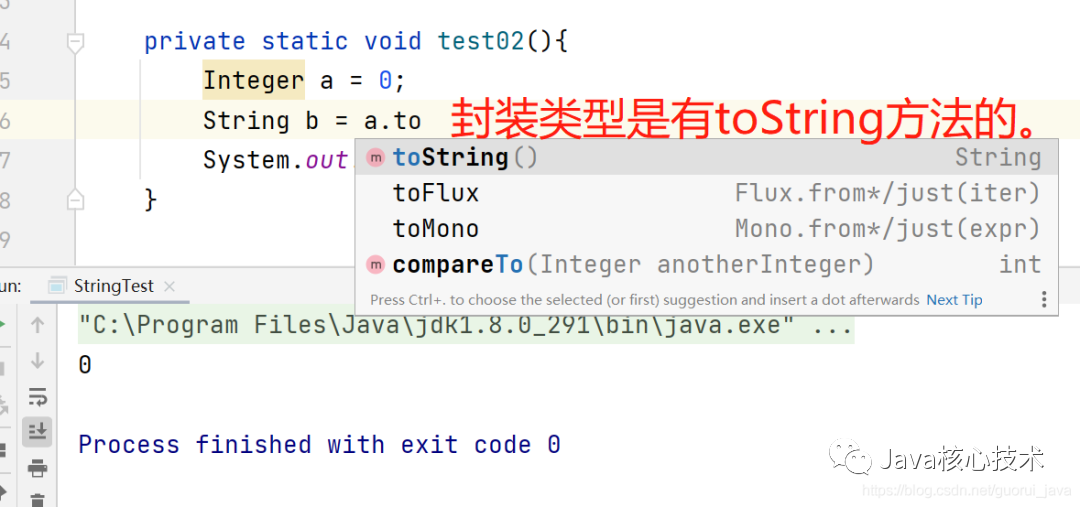 3
4 private static void test02(){
5 Integer a = 0;
6 String b = a.to 封装类型是有toString方法的。
7 System.out
m toString() String
toFlux Flux.from*/just(iter)
8 }
toMono Mono.from*/just(expr)
9
m compareTo(Integer anotherInteger) int
Press Ctrl+. to choose the selected (or first) suggestion and insert a dot afterwards Next Tip
un: StringTest
"C:\Program Files\Java\jdk1.8.0_291\bin\java.exe" ...
0
Process finished with exit code 0
Java核心技术
https://blog.csdn.net/guorui_java